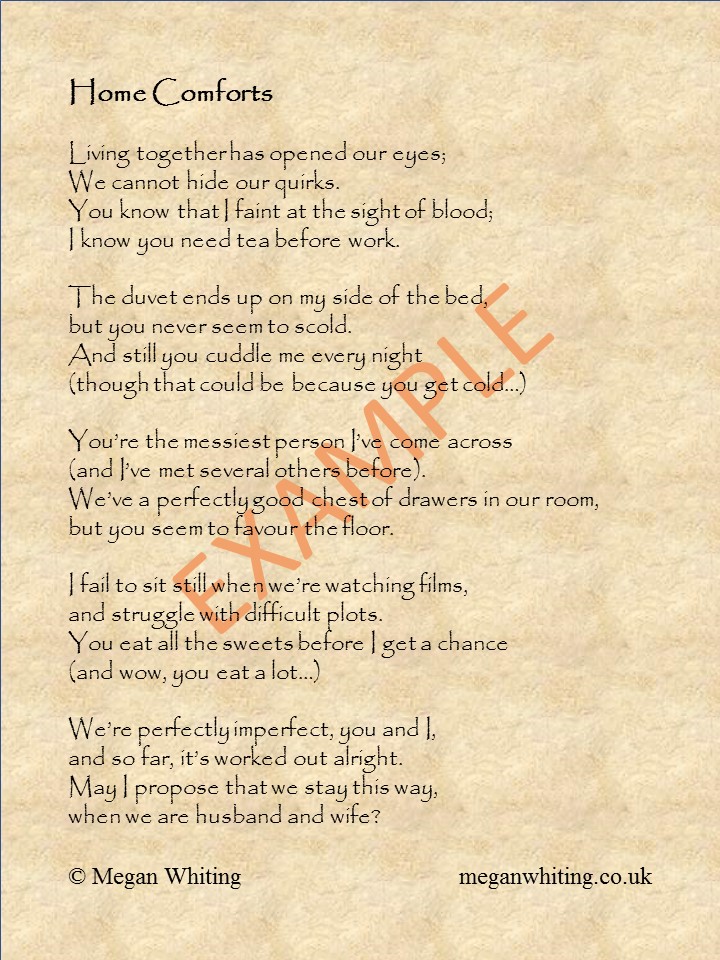 Home Comforts
Living together has opened our eyes;
We cannot hide our quirks.
You know that I faint at the sight of blood;
I know you need tea before work.
The duvet ends up on my side of the bed,
but you never seem to scold.
And still you cuddle me every night
(though that could be because you get cold...)
You're the messiest person I've come across
(and I've met several others before).
We've a perfectly good chest of drawers in our room,
but you seem to favour the floor.
I fail to sit still when we're watching films,
and struggle with difficult plots.
You eat all the sweets before I get a chance
(and wow, you eat a lot...)
We're perfectly imperfect, you and I,
and so far, it's worked out alright.
May I propose that we stay this way,
when we are husband and wife?
© Megan Whiting meganwhiting.co.uk
EXAMPLE